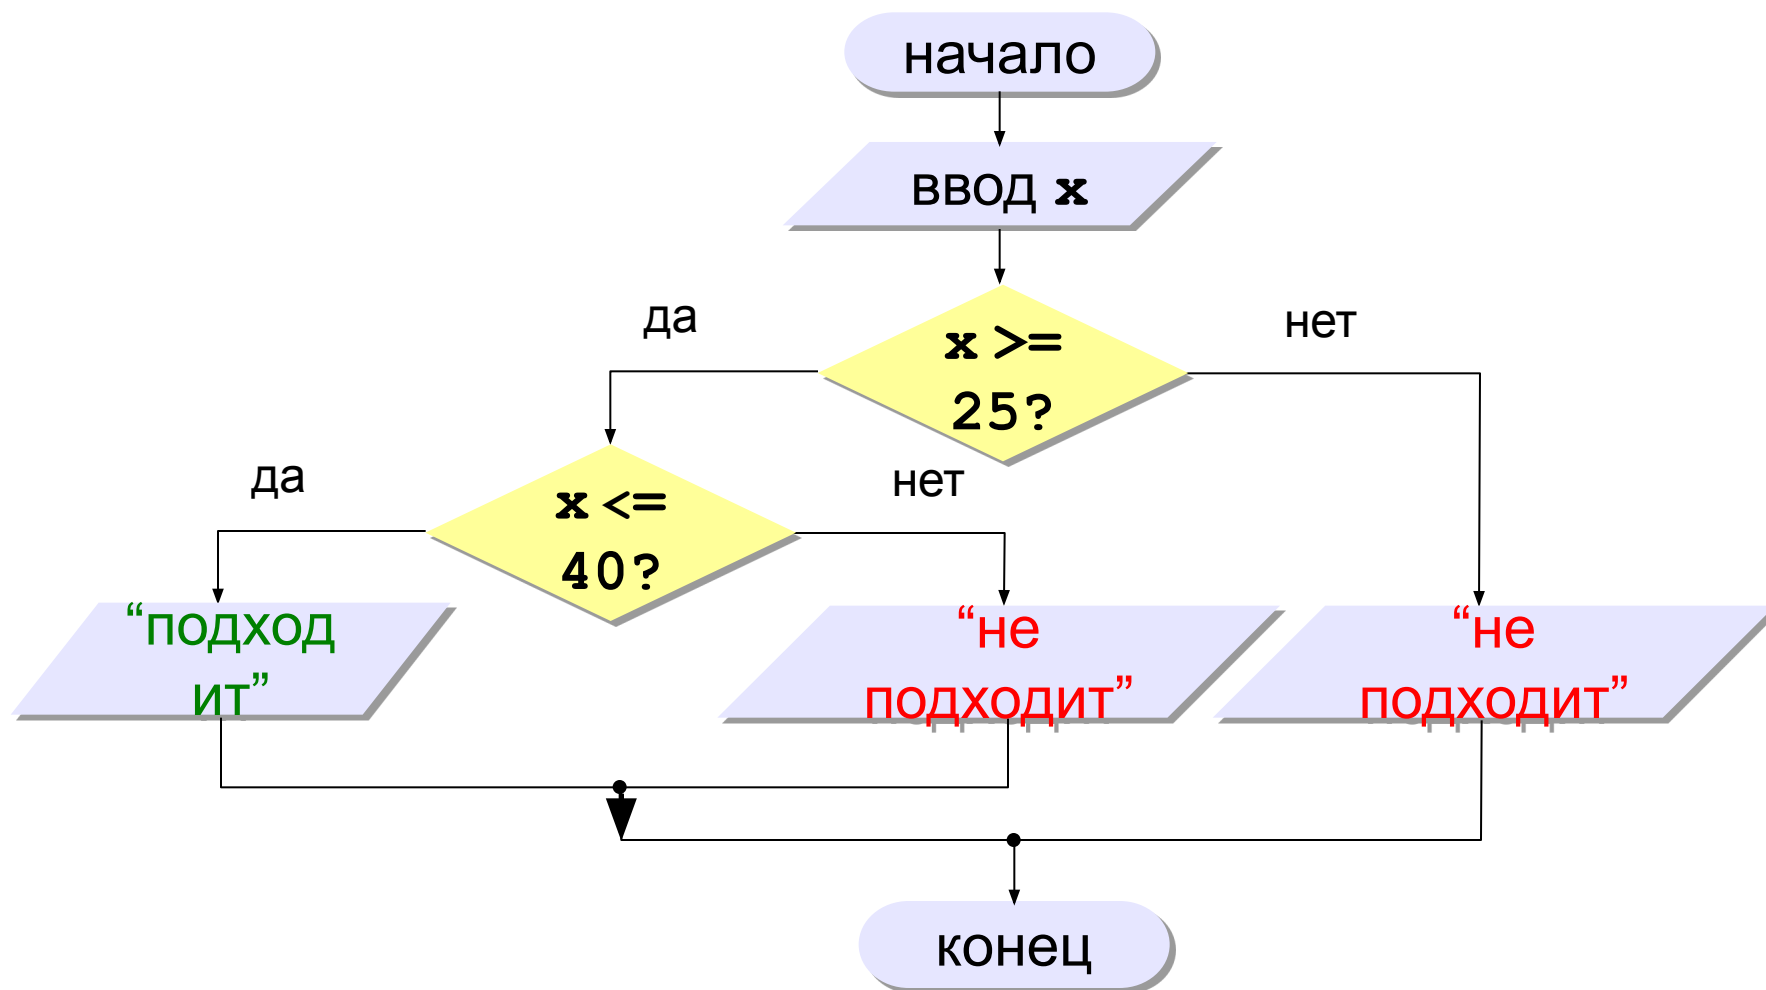 начало
ввод x
да
нет
x >=
25?
да
нет
x <=
40?
“подход
ит”
“не
подходит”
“не
подходит”
конец